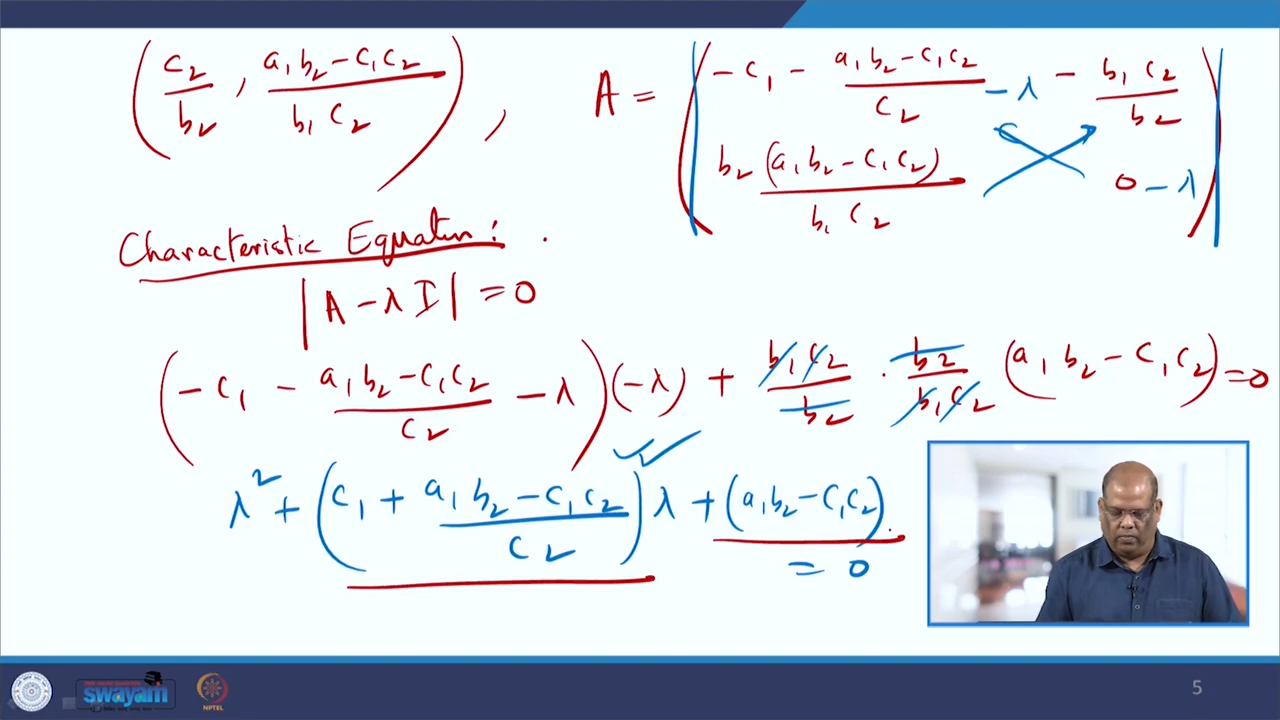 (c₂/b₂, (a₁b₂ − c₁c₂)/(b₁c₂)), A = ( −c₁ − (a₁b₂ − c₁c₂)/c₂ − λ − b₁c₂/b₂
b₂(a₁b₂ − c₁c₂)/(b₁c₂) 0 − λ )
Characteristic Equatin: .
|A − λI| = 0
(−c₁ − (a₁b₂ − c₁c₂)/c₂ − λ)(−λ) + b₁c₂/b₂ · b₂/(b₁c₂) (a₁b₂ − c₁c₂) = 0
λ² + (c₁ + (a₁b₂ − c₁c₂)/c₂)λ + (a₁b₂ − c₁c₂).
= 0
swayam
NPTEL
5